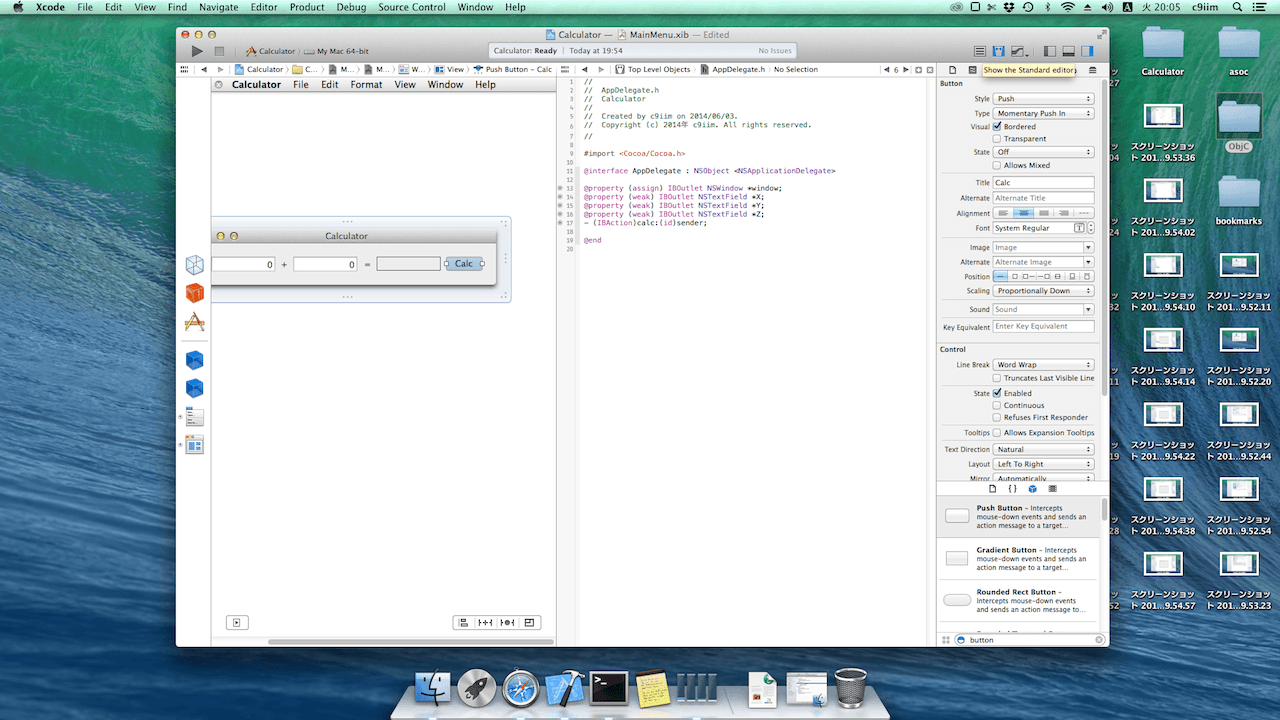 Xcode File Edit View Find Navigate Editor Product Debug Source Control Window Help
A 火 20:05 c9iim
Calculator — MainMenu.xib — Edited
Calculator My Mac 64-bit
Calculator: Ready | Today at 19:54
No Issues
Calculator C... M... M... W... View Push Button - Calc
Top Level Objects AppDelegate.h No Selection
6
Show the Standard editor
Calculator File Edit Format View Window Help
Calculator
0 + 0 = Calc
1 //
2 // AppDelegate.h
3 // Calculator
4 //
5 // Created by c9iim on 2014/06/03.
6 // Copyright (c) 2014年 c9iim. All rights reserved.
7 //
8
9 #import <Cocoa/Cocoa.h>
10
11 @interface AppDelegate : NSObject <NSApplicationDelegate>
12
13 @property (assign) IBOutlet NSWindow *window;
14 @property (weak) IBOutlet NSTextField *X;
15 @property (weak) IBOutlet NSTextField *Y;
16 @property (weak) IBOutlet NSTextField *Z;
17 - (IBAction)calc:(id)sender;
18
19 @end
20
Button
Style Push
Type Momentary Push In
Visual Bordered
Transparent
State Off
Allows Mixed
Title Calc
Alternate Alternate Title
Alignment
Font System Regular
Image Image
Alternate Alternate Image
Position
Scaling Proportionally Down
Sound Sound
Key Equivalent Enter Key Equivalent
Control
Line Break Word Wrap
Truncates Last Visible Line
State Enabled
Continuous
Refuses First Responder
Tooltips Allows Expansion Tooltips
Text Direction Natural
Layout Left To Right
Mirror Automatically
Push Button - Intercepts
mouse-down events and sends an
action message to a target...
Gradient Button - Intercepts
mouse-down events and sends an
action message to a target...
Rounded Rect Button -
Intercepts mouse-down events
and sends an action message to...
button
Calculator
asoc
スクリーンショッ
ト 201...9.53.36
ObjC
スクリーンショッ
ト 201...9.54.02
bookmarks
スクリーンショッ
ト 201...9.54.10
スクリーンショッ
ト 201...9.52.11
スクリーンショッ
ト 201...9.54.14
スクリーンショッ
ト 201...9.52.20
スクリーンショッ
ト 201...9.54.22
スクリーンショッ
ト 201...9.52.44
スクリーンショッ
ト 201...9.54.38
スクリーンショッ
ト 201...9.52.54
スクリーンショッ
ト 201...9.54.57
スクリーンショッ
ト 201...9.53.23